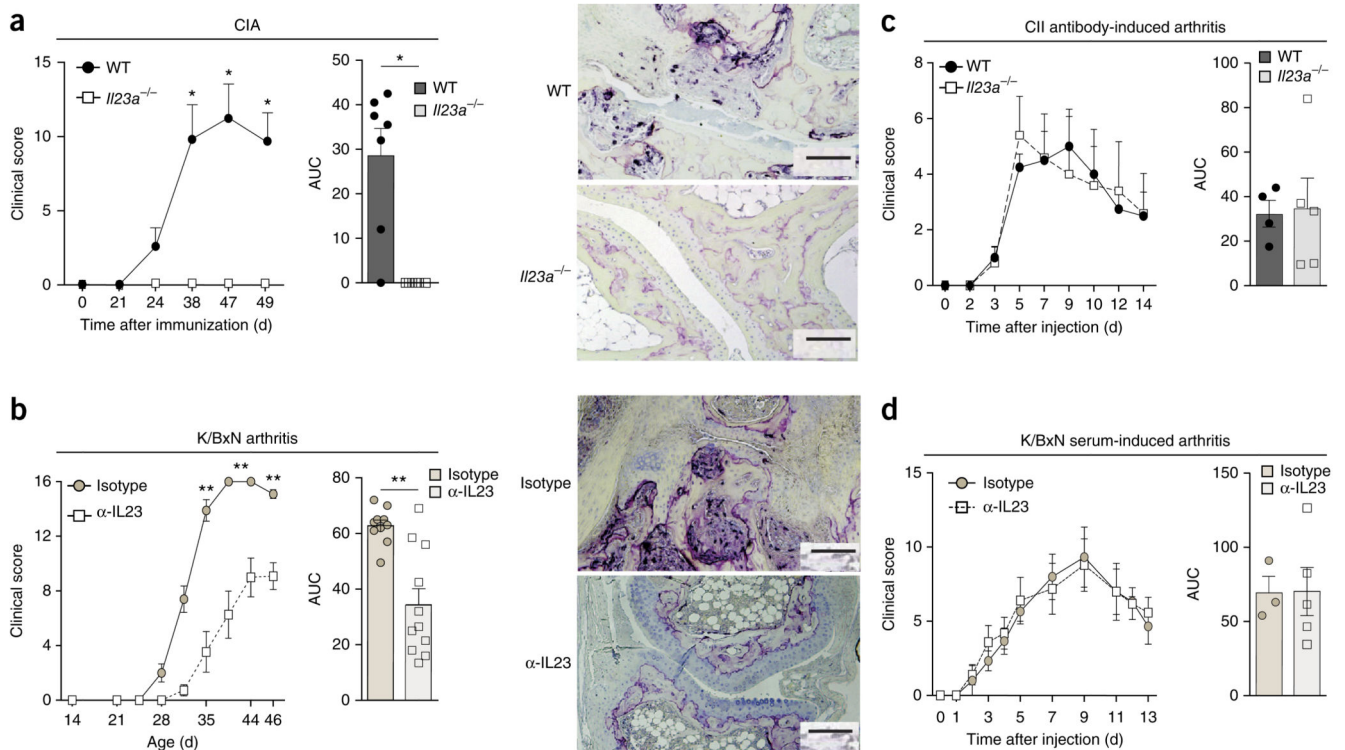 a
CIA
15
10
5
0
Clinical score
WT
Il23a−/−
*
*
*
0 21 24 38 47 49
Time after immunization (d)
50
40
30
20
10
0
AUC
*
WT
Il23a−/−
WT
Il23a−/−
c
CII antibody-induced arthritis
8
6
4
2
0
Clinical score
WT
Il23a−/−
0 2 3 5 7 9 10 12 14
Time after injection (d)
100
80
60
40
20
0
AUC
WT
Il23a−/−
b
K/BxN arthritis
16
12
8
4
0
Clinical score
Isotype
α-IL23
** ** **
14 21 28 35 44 46
Age (d)
80
60
40
20
0
AUC
**
Isotype
α-IL23
Isotype
α-IL23
d
K/BxN serum-induced arthritis
15
10
5
0
Clinical score
Isotype
α-IL23
0 1 3 5 7 9 11 13
Time after injection (d)
150
100
50
0
AUC
Isotype
α-IL23